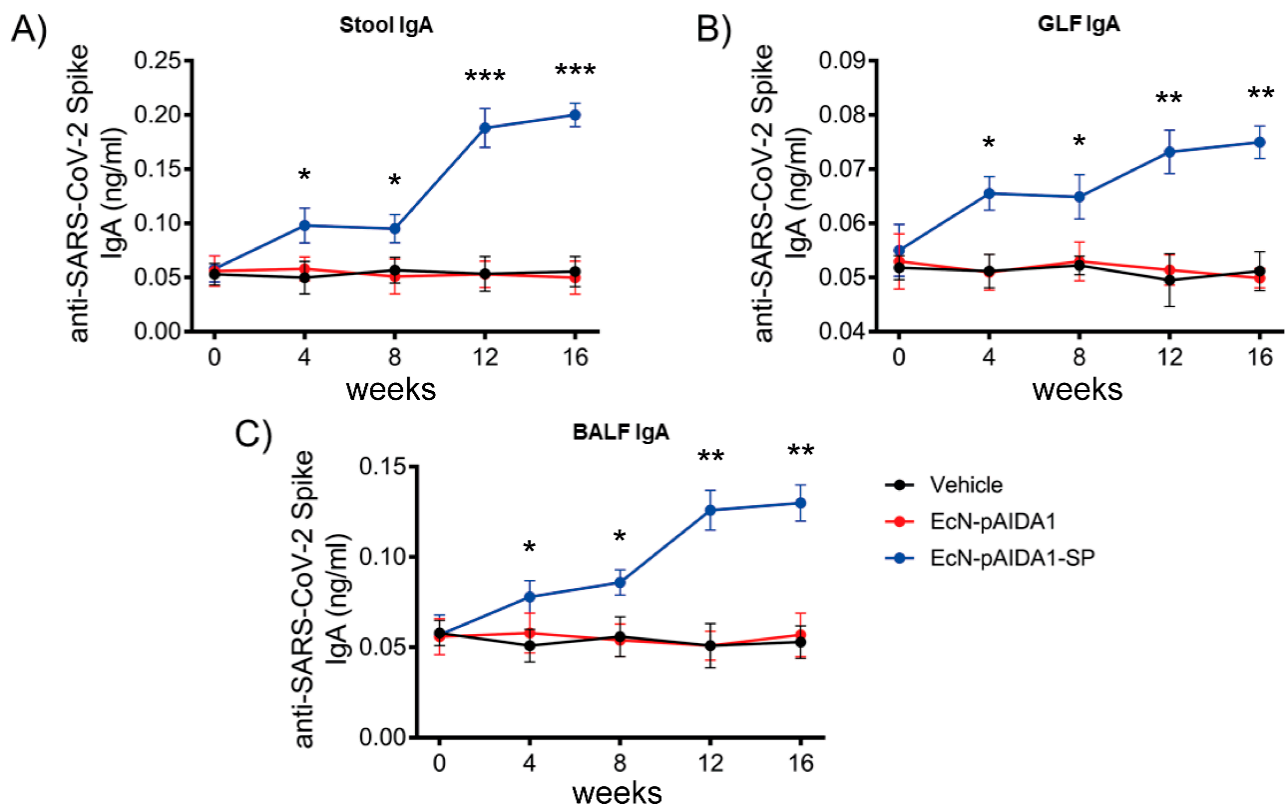 A)
Stool IgA
anti-SARS-CoV-2 Spike
IgA (ng/ml)
0.25
0.20
0.15
0.10
0.05
0.00
* * *** ***
0 4 8 12 16
weeks
B)
GLF IgA
anti-SARS-CoV-2 Spike
IgA (ng/ml)
0.09
0.08
0.07
0.06
0.05
0.04
* * ** **
0 4 8 12 16
weeks
C)
BALF IgA
anti-SARS-CoV-2 Spike
IgA (ng/ml)
0.15
0.10
0.05
0.00
* * ** **
0 4 8 12 16
weeks
Vehicle
EcN-pAIDA1
EcN-pAIDA1-SP